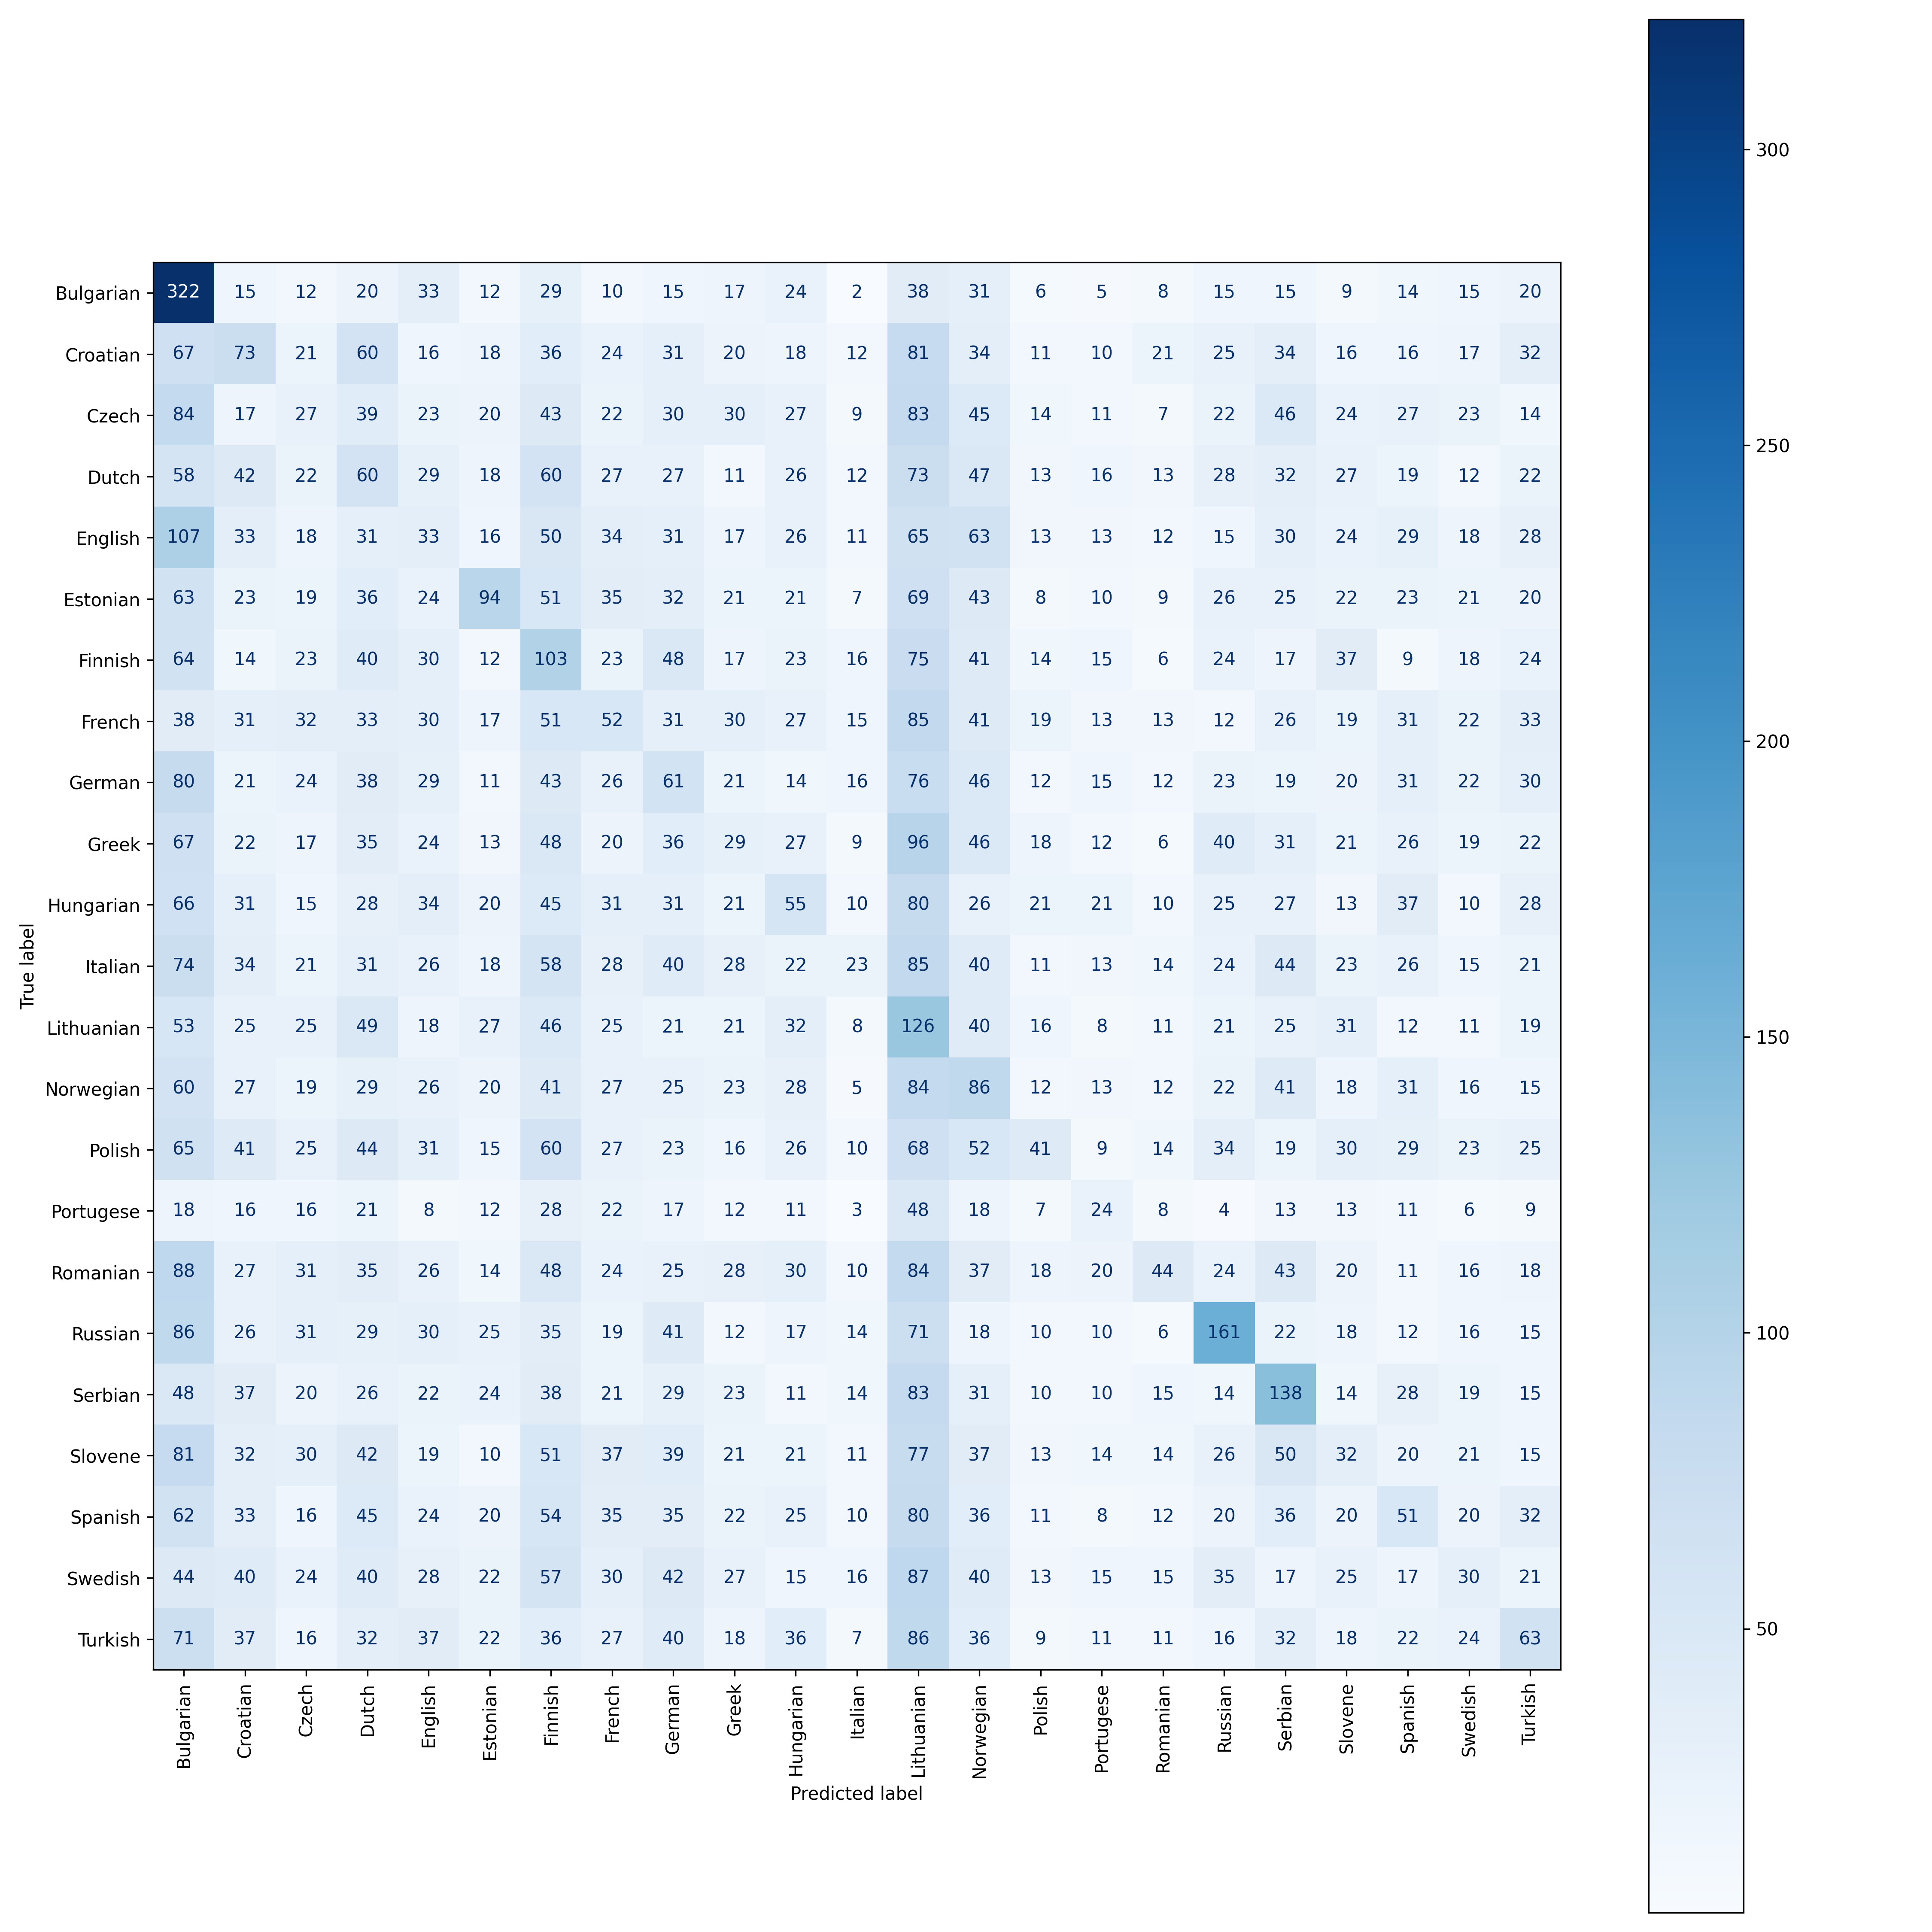 300
Bulgarian 322 15 12 20 33 12 29 10 15 17 24 2 38 31 6 5 8 15 15 9 14 15 20
Croatian 67 73 21 60 16 18 36 24 31 20 18 12 81 34 11 10 21 25 34 16 16 17 32
Czech 84 17 27 39 23 20 43 22 30 30 27 9 83 45 14 11 7 22 46 24 27 23 14
250
Dutch 58 42 22 60 29 18 60 27 27 11 26 12 73 47 13 16 13 28 32 27 19 12 22
English 107 33 18 31 33 16 50 34 31 17 26 11 65 63 13 13 12 15 30 24 29 18 28
Estonian 63 23 19 36 24 94 51 35 32 21 21 7 69 43 8 10 9 26 25 22 23 21 20
Finnish 64 14 23 40 30 12 103 23 48 17 23 16 75 41 14 15 6 24 17 37 9 18 24
French 38 31 32 33 30 17 51 52 31 30 27 15 85 41 19 13 13 12 26 19 31 22 33
200
German 80 21 24 38 29 11 43 26 61 21 14 16 76 46 12 15 12 23 19 20 31 22 30
Greek 67 22 17 35 24 13 48 20 36 29 27 9 96 46 18 12 6 40 31 21 26 19 22
Hungarian 66 31 15 28 34 20 45 31 31 21 55 10 80 26 21 21 10 25 27 13 37 10 28
True label
Italian 74 34 21 31 26 18 58 28 40 28 22 23 85 40 11 13 14 24 44 23 26 15 21
Lithuanian 53 25 25 49 18 27 46 25 21 21 32 8 126 40 16 8 11 21 25 31 12 11 19
150
Norwegian 60 27 19 29 26 20 41 27 25 23 28 5 84 86 12 13 12 22 41 18 31 16 15
Polish 65 41 25 44 31 15 60 27 23 16 26 10 68 52 41 9 14 34 19 30 29 23 25
Portugese 18 16 16 21 8 12 28 22 17 12 11 3 48 18 7 24 8 4 13 13 11 6 9
Romanian 88 27 31 35 26 14 48 24 25 28 30 10 84 37 18 20 44 24 43 20 11 16 18
Russian 86 26 31 29 30 25 35 19 41 12 17 14 71 18 10 10 6 161 22 18 12 16 15
100
Serbian 48 37 20 26 22 24 38 21 29 23 11 14 83 31 10 10 15 14 138 14 28 19 15
Slovene 81 32 30 42 19 10 51 37 39 21 21 11 77 37 13 14 14 26 50 32 20 21 15
Spanish 62 33 16 45 24 20 54 35 35 22 25 10 80 36 11 8 12 20 36 20 51 20 32
Swedish 44 40 24 40 28 22 57 30 42 27 15 16 87 40 13 15 15 35 17 25 17 30 21
Turkish 71 37 16 32 37 22 36 27 40 18 36 7 86 36 9 11 11 16 32 18 22 24 63
50
Bulgarian Croatian Czech Dutch English Estonian Finnish French German Greek Hungarian Italian Lithuanian Norwegian Polish Portugese Romanian Russian Serbian Slovene Spanish Swedish Turkish
Predicted label